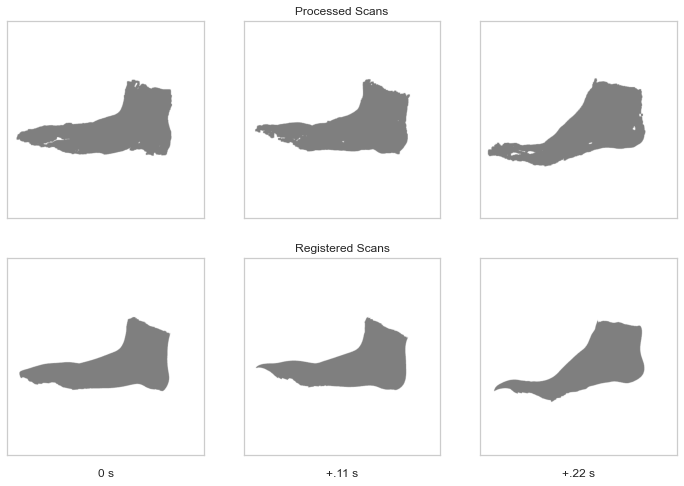 Processed Scans
Registered Scans
0 s
+.11 s
+.22 s